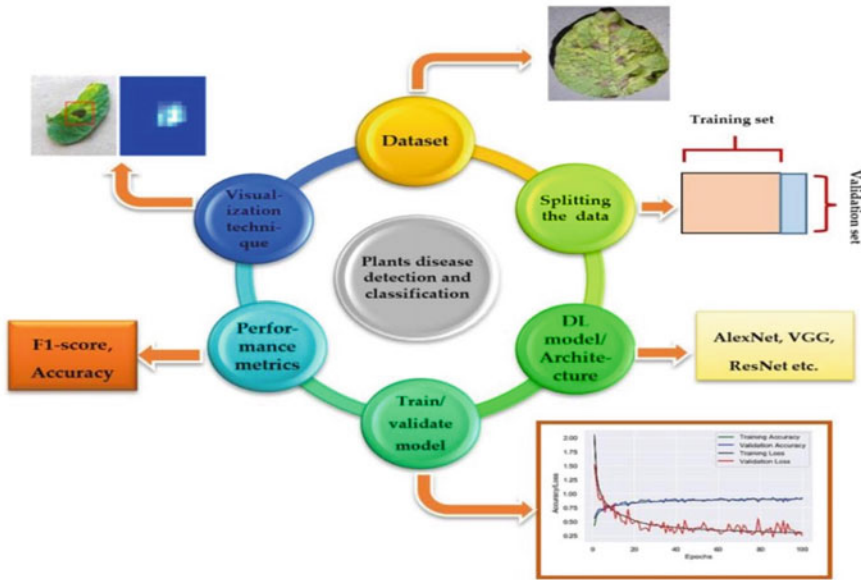 Dataset
Splitting
the data
Training set
Validation set
DL
model/
Architecte-
cture
AlexNet, VGG,
ResNet etc.
Train/
validate
model
Training Accuracy
Validation Accuracy
Training Loss
Validation Loss
Accuracy/Loss
2.00
1.75
1.50
1.25
1.00
0.75
0.50
0.25
0
20
40
60
80
100
Epoches
Perfor-
mance
metrics
F1-score,
Accuracy
Visual-
ization
techni-
que
Plants disease
detection and
classification